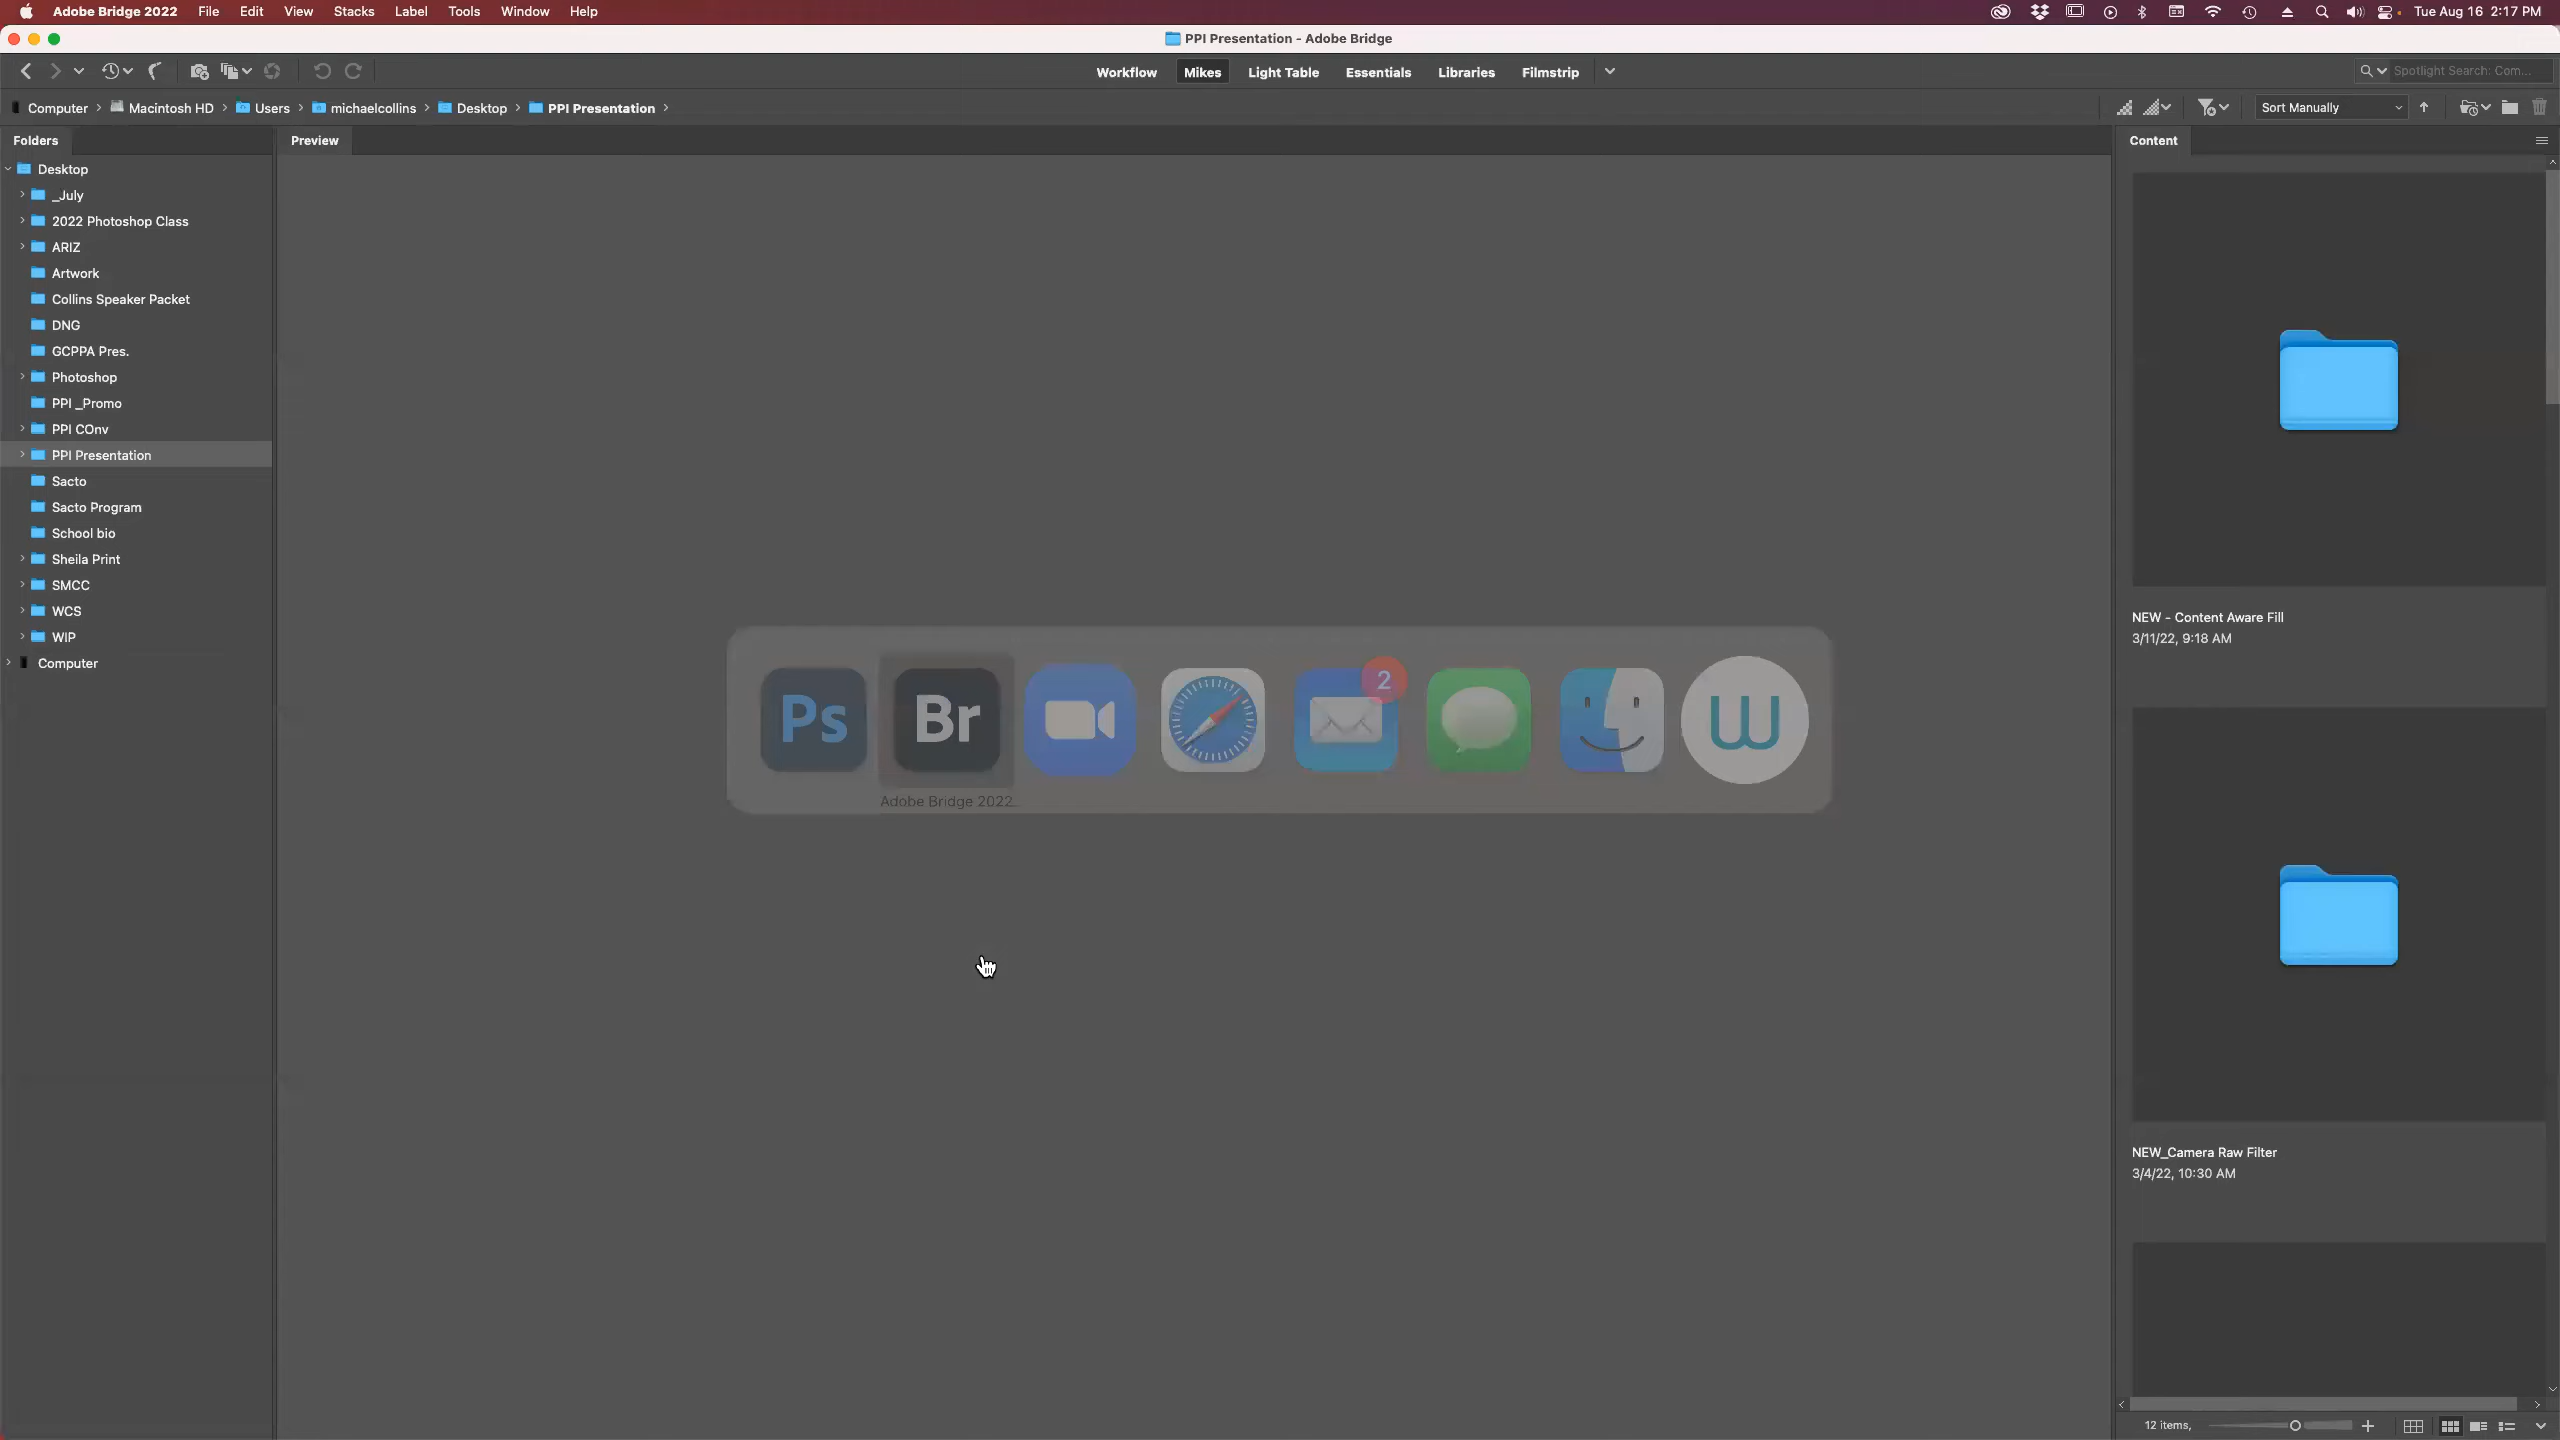 Adobe Bridge 2022 File Edit View Stacks Label Tools Window Help Tue Aug 16 2:17 PM
PPI Presentation - Adobe Bridge
Workflow Mikes Light Table Essentials Libraries Filmstrip Spotlight Search: Com...
Computer Macintosh HD Users michaelcollins Desktop PPI Presentation Sort Manually
Folders Preview Content
Desktop
_July
2022 Photoshop Class
ARIZ
Artwork
Collins Speaker Packet
DNG
GCPPA Pres.
Photoshop
PPI _Promo
PPI COnv
PPI Presentation
Sacto
Sacto Program
School bio
Sheila Print
SMCC
WCS
WIP
Computer
Ps Br 2 W
Adobe Bridge 2022
NEW - Content Aware Fill
3/11/22, 9:18 AM
NEW_Camera Raw Filter
3/4/22, 10:30 AM
12 items,